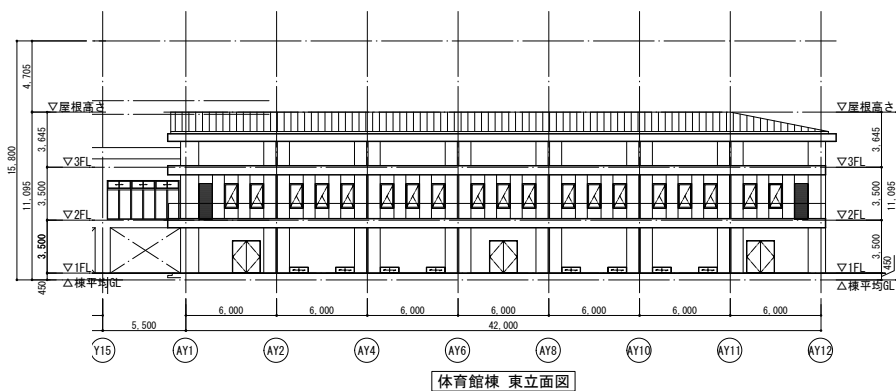 4,705
15,800
11,095
▽屋根高さ
▽屋根高さ
3,645
3,645
▽3FL
▽3FL
3,500
3,500
11,095
▽2FL
▽2FL
3,500
3,500
▽1FL
▽1FL
450
450
△棟平均GL
△棟平均GL
6,000
6,000
6,000
6,000
6,000
6,000
6,000
5,500
42,000
Y15
AY1
AY2
AY4
AY6
AY8
AY10
AY11
AY12
体育館棟 東立面図